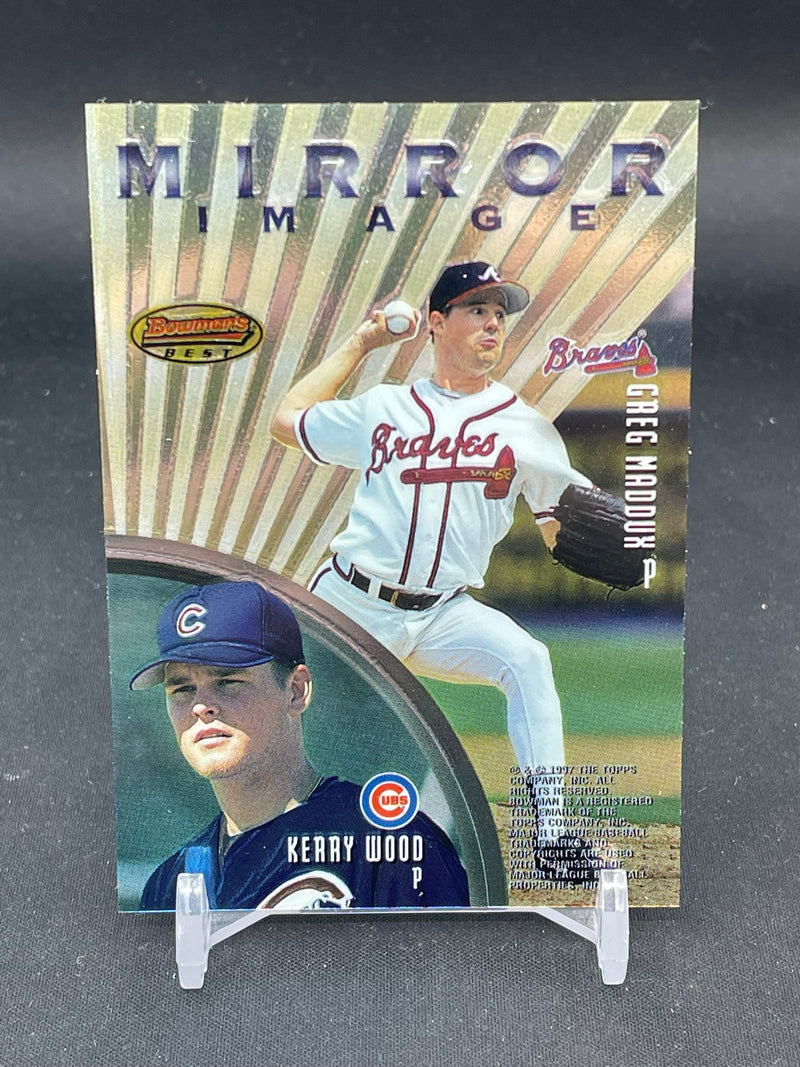 MIRROR
IMAGE
Bowman's
BEST
Braves
GREG MADDUX P
Braves
C
CUBS
KERRY WOOD
P
℗ & © 1997 THE TOPPS
COMPANY, INC. ALL
RIGHTS RESERVED
BOWMAN IS A REGISTERED
TRADEMARK OF THE
TOPPS COMPANY, INC.
MAJOR LEAGUE BASEBALL
TRADEMARKS AND
COPYRIGHTS ARE USED
WITH PERMISSION OF
MAJOR LEAGUE BASEBALL
PROPERTIES, INC.